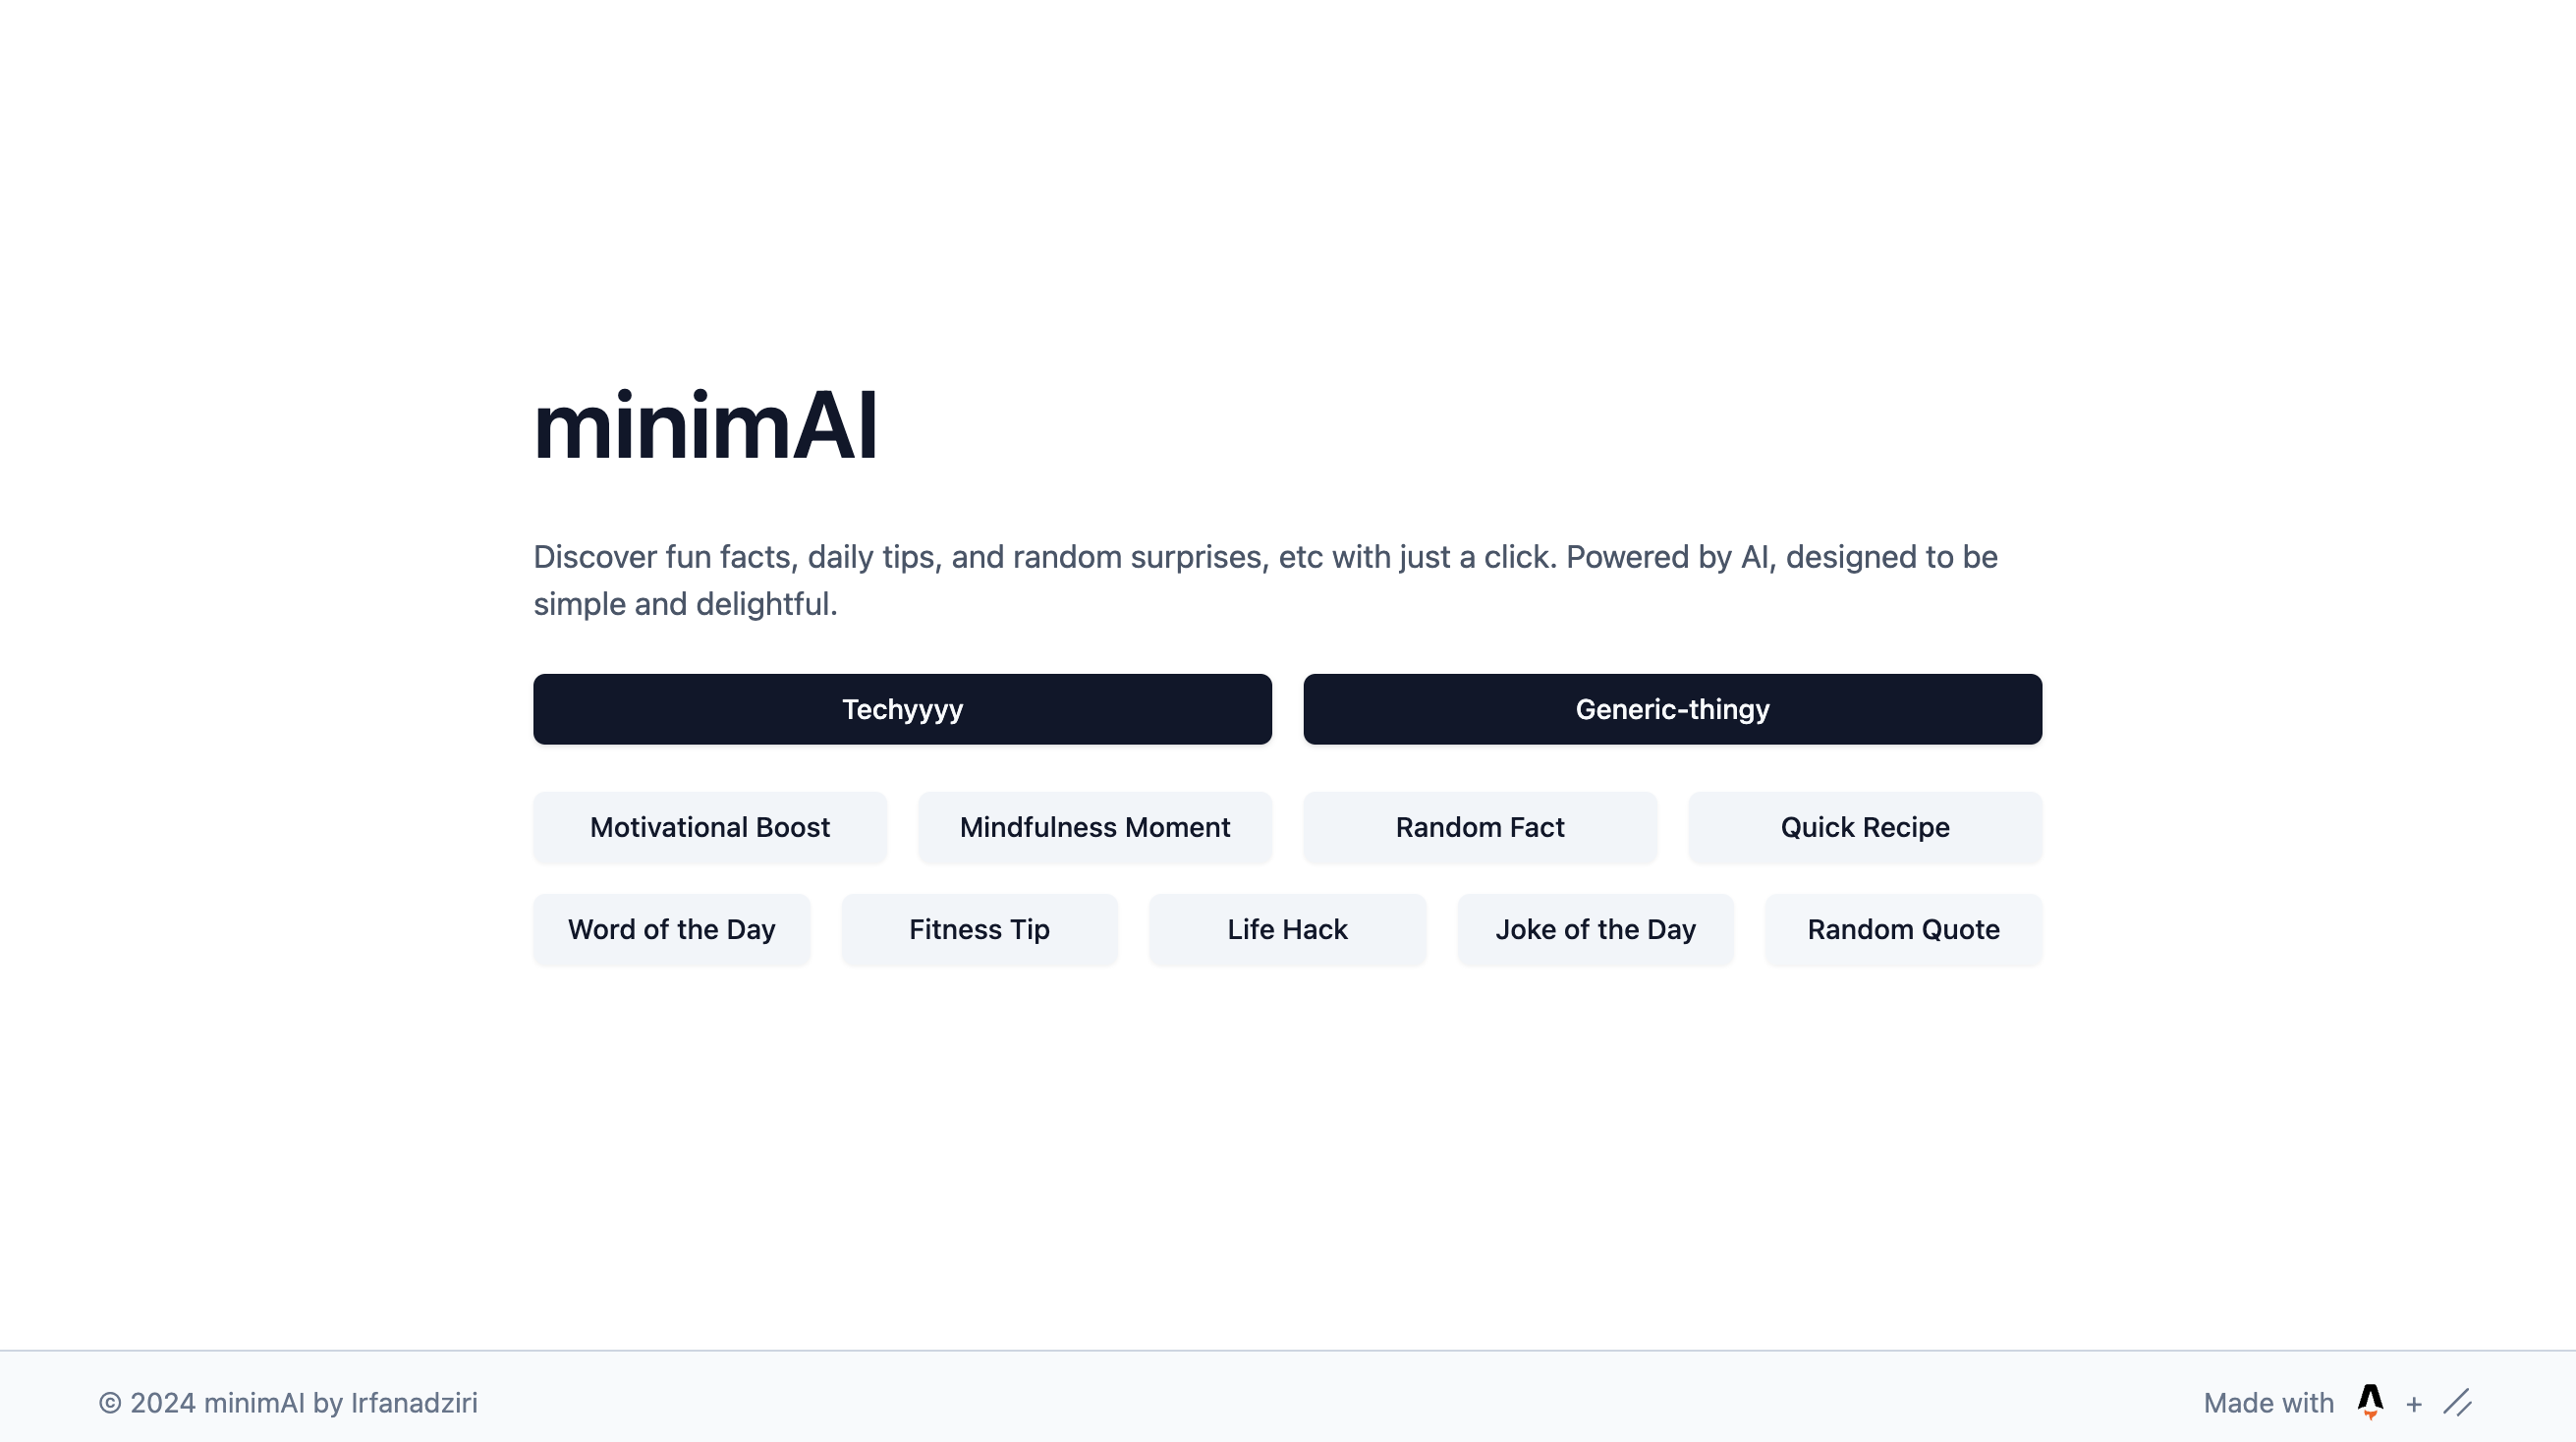 minimAI
Discover fun facts, daily tips, and random surprises, etc with just a click. Powered by AI, designed to be
simple and delightful.
Techyyyy
Generic-thingy
Motivational Boost
Mindfulness Moment
Random Fact
Quick Recipe
Word of the Day
Fitness Tip
Life Hack
Joke of the Day
Random Quote
© 2024 minimAI by Irfanadziri
Made with +